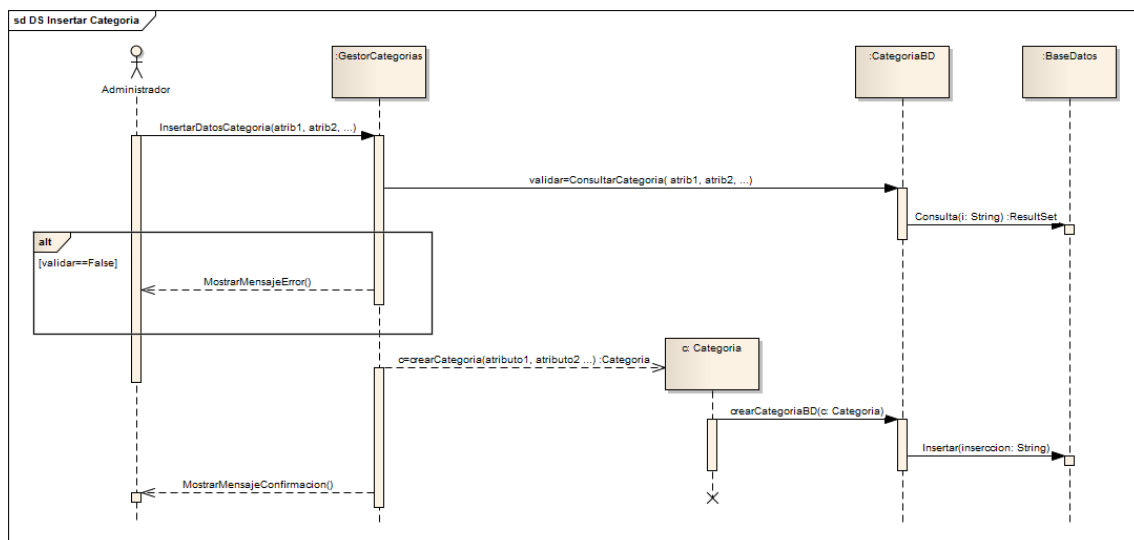 sd DS Insertar Categoria
:GestorCategorias
:CategoriaBD
:BaseDatos
Administrador
InsertarDatosCategoria(atrib1, atrib2, ...)
validar=ConsultarCategoria( atrib1, atrib2, ...)
Consulta(i: String) :ResultSet
alt
[validar==False]
MostrarMensajeError()
c: Categoria
c=crearCategoria(atributo1, atributo2 ...) :Categoria
crearCategoriaBD(c: Categoria)
Insertar(inserccion: String)
MostrarMensajeConfirmacion()